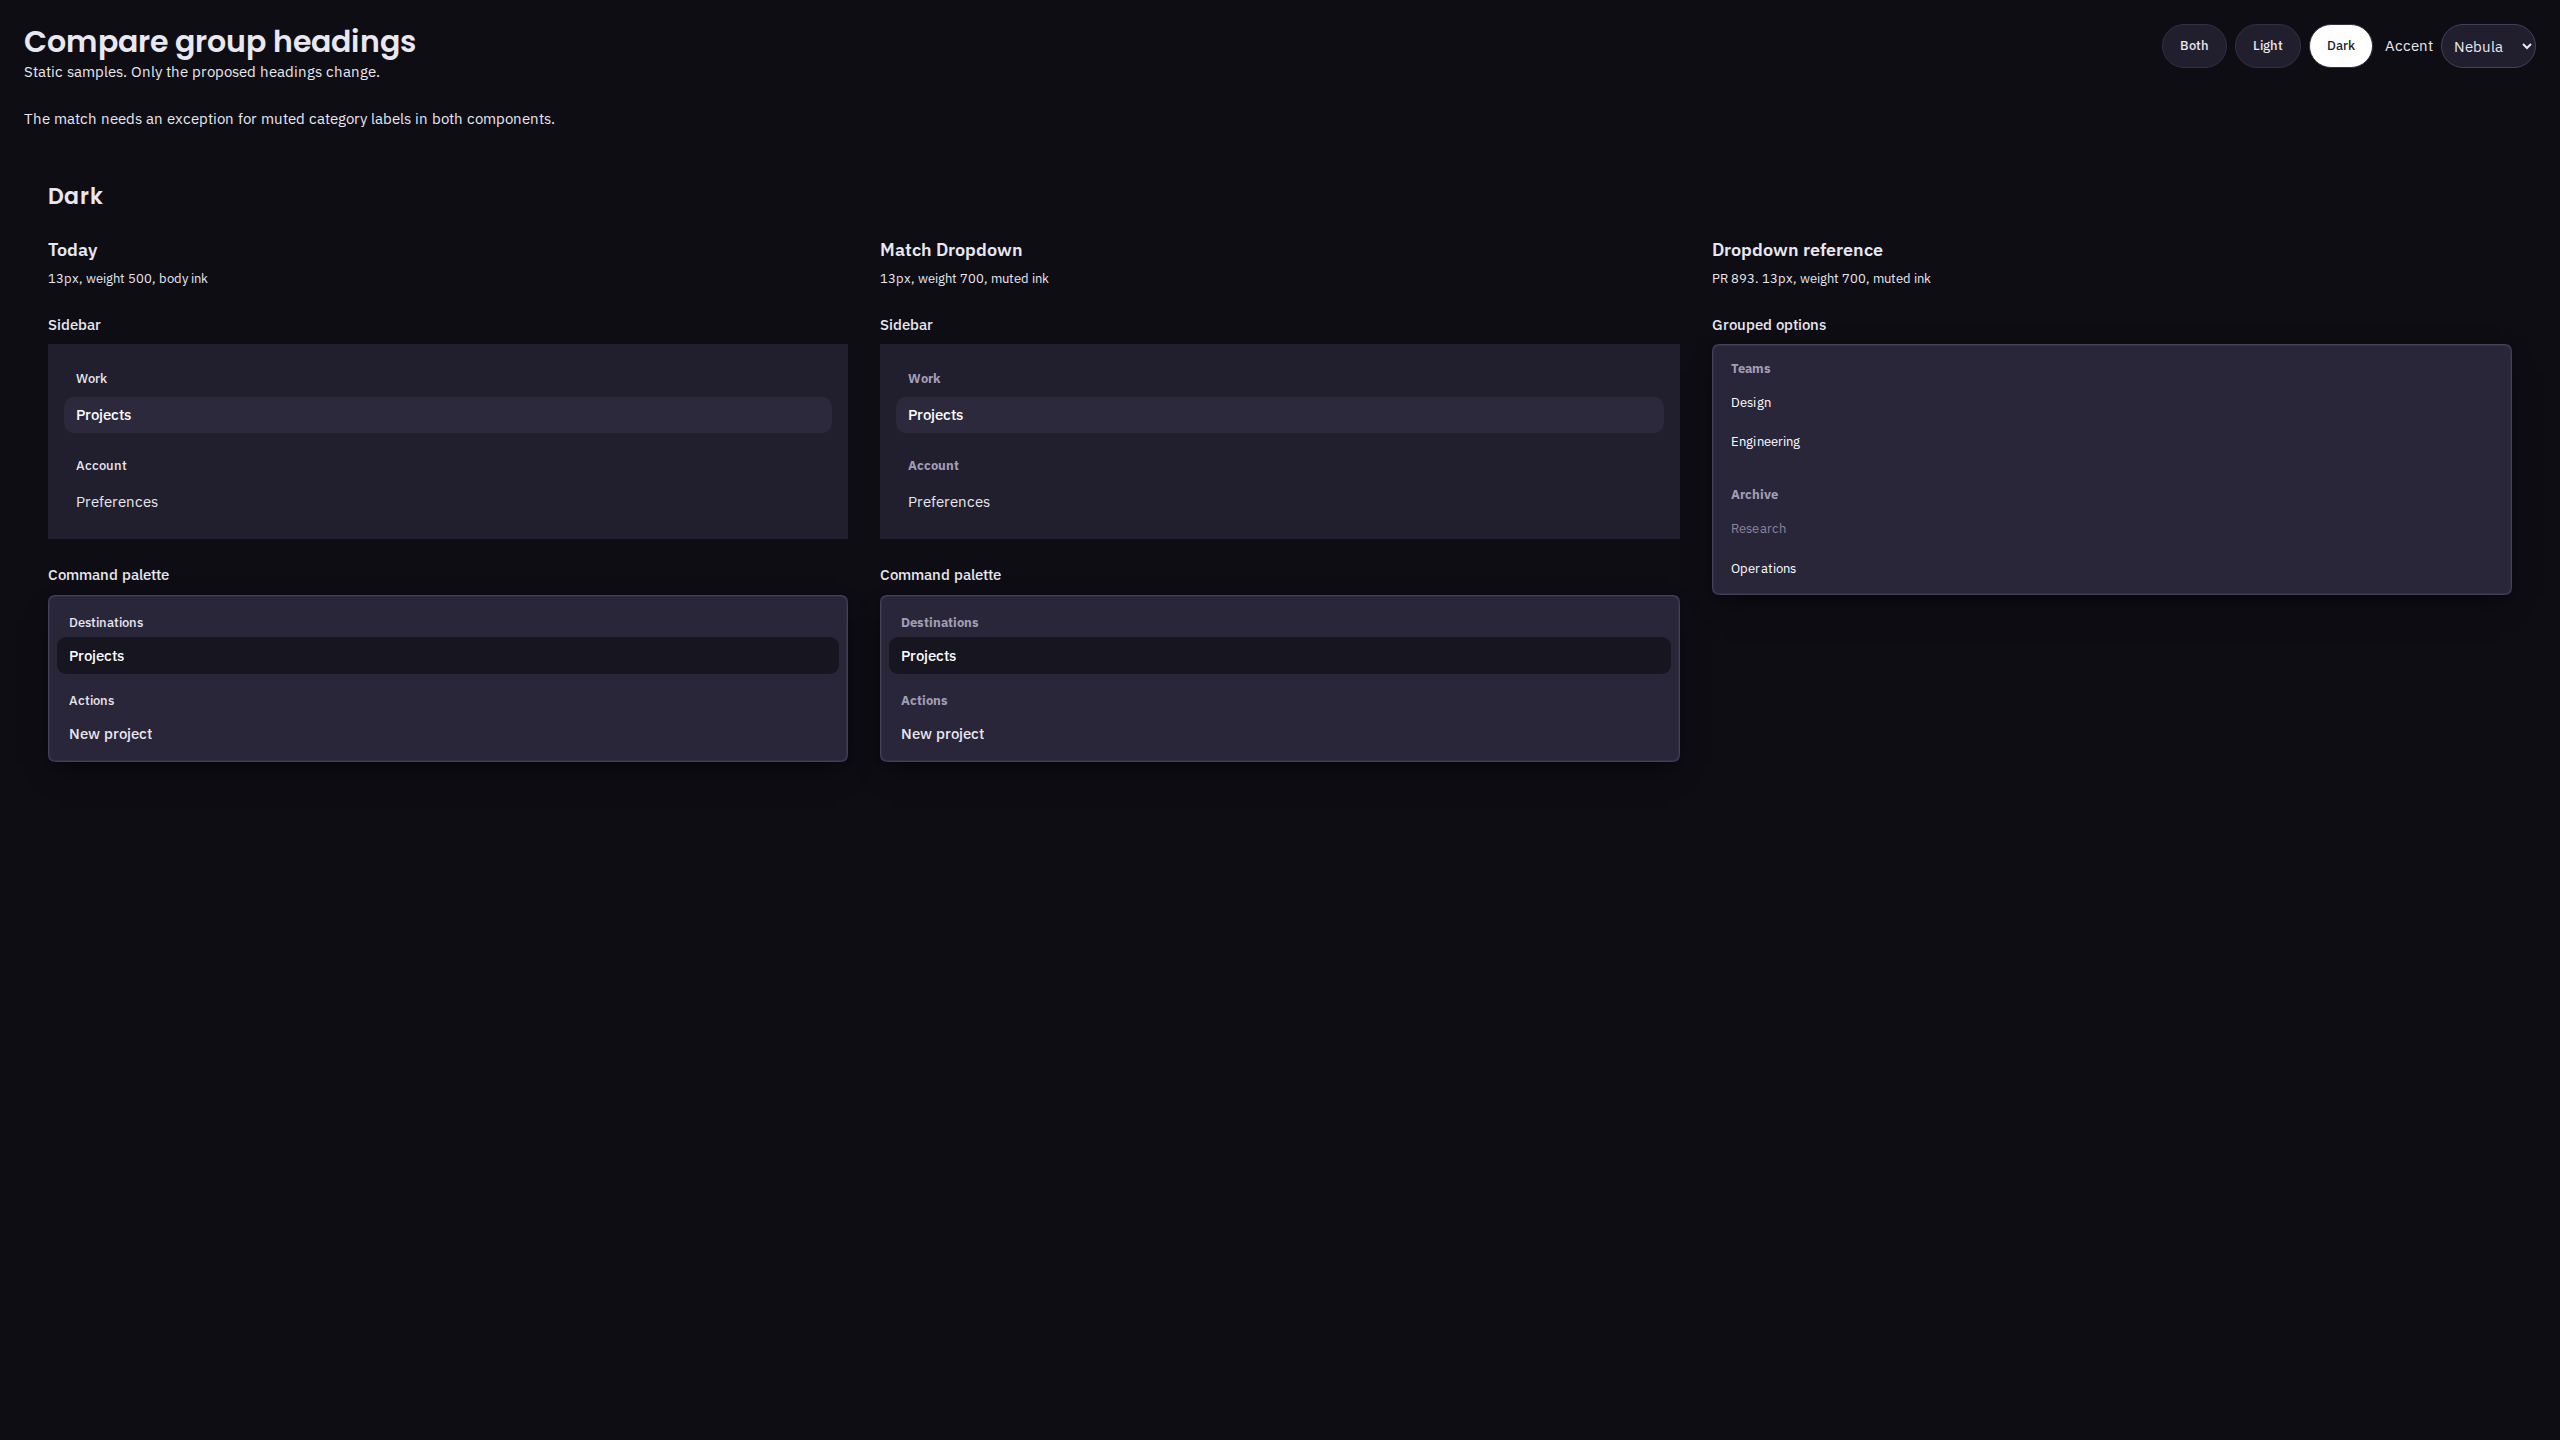 Compare group headings
Static samples. Only the proposed headings change.
Both
Light
Dark
Accent
Nebula
The match needs an exception for muted category labels in both components.
Dark
Today
13px, weight 500, body ink
Sidebar
Work
Projects
Account
Preferences
Command palette
Destinations
Projects
Actions
New project
Match Dropdown
13px, weight 700, muted ink
Sidebar
Work
Projects
Account
Preferences
Command palette
Destinations
Projects
Actions
New project
Dropdown reference
PR 893. 13px, weight 700, muted ink
Grouped options
Teams
Design
Engineering
Archive
Research
Operations